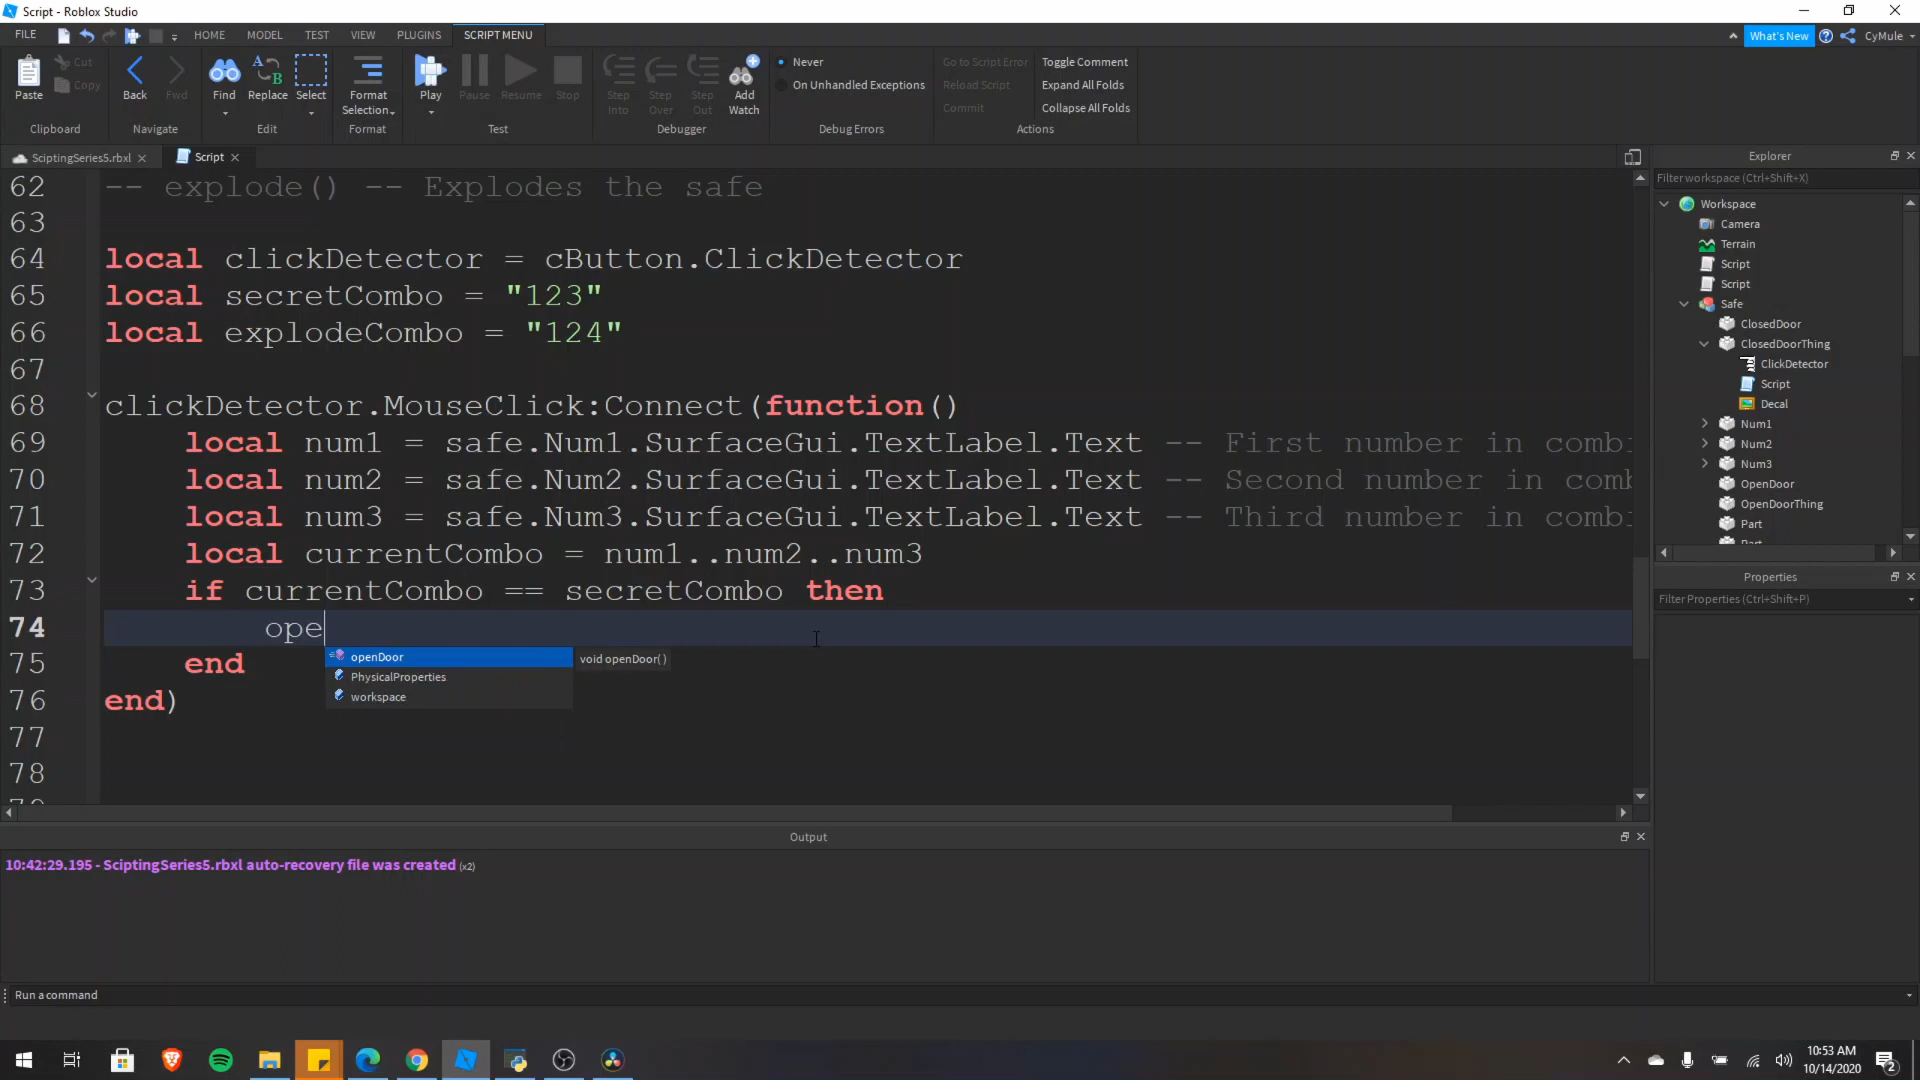 Script - Roblox Studio
FILE HOME MODEL TEST VIEW PLUGINS SCRIPT MENU What's New CyMule
Paste Cut Copy Back Fwd Find Replace Select Format Selection Play Pause Resume Stop Step Into Step Over Step Out Add Watch
Never
On Unhandled Exceptions
Go to Script Error
Reload Script
Commit
Toggle Comment
Expand All Folds
Collapse All Folds
Clipboard Navigate Edit Format Test Debugger Debug Errors Actions
SciptingSeries5.rbxl Script
62 -- explode() -- Explodes the safe
63
64 local clickDetector = cButton.ClickDetector
65 local secretCombo = "123"
66 local explodeCombo = "124"
67
68 clickDetector.MouseClick:Connect(function()
69 local num1 = safe.Num1.SurfaceGui.TextLabel.Text -- First number in combi
70 local num2 = safe.Num2.SurfaceGui.TextLabel.Text -- Second number in comb
71 local num3 = safe.Num3.SurfaceGui.TextLabel.Text -- Third number in combi
72 local currentCombo = num1..num2..num3
73 if currentCombo == secretCombo then
74 ope
openDoor void openDoor()
PhysicalProperties
workspace
75 end
76 end)
77
78
Explorer
Filter workspace (Ctrl+Shift+X)
Workspace
Camera
Terrain
Script
Script
Safe
ClosedDoor
ClosedDoorThing
ClickDetector
Script
Decal
Num1
Num2
Num3
OpenDoor
OpenDoorThing
Part
Part
Properties
Filter Properties (Ctrl+Shift+P)
Output
10:42:29.195 - SciptingSeries5.rbxl auto-recovery file was created (x2)
Run a command
10:53 AM
10/14/2020
2